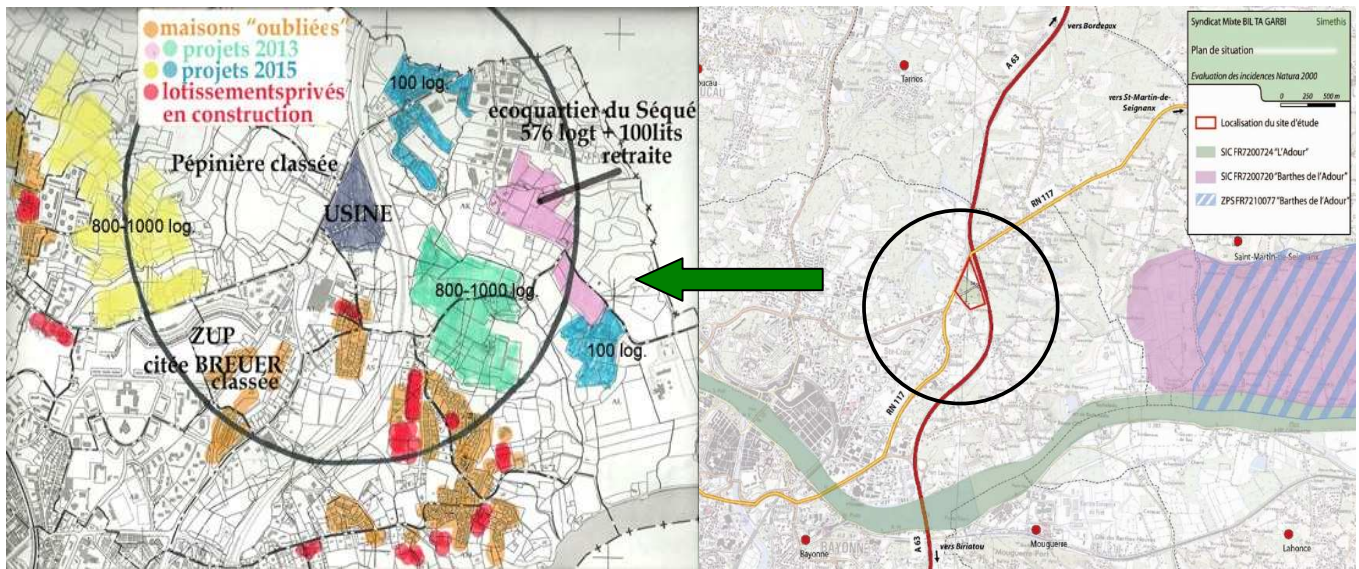 maisons "oubliées"
projets 2013
projets 2015
lotissementsprivés
en construction
100 log.
ecoquartier du Séqué
576 logt + 100lits
retraite
Pépinière classée
USINE
800-1000 log.
800-1000 log.
ZUP
citée BREUER
classée
100 log.
vers Bordeaux
A 63
Tarnos
vers St-Martin-de-
Seignanx
RN 117
RN 117
Saint-Martin-de-Seignanx
Bayonne
BAYONNE
A 63
vers Biriatou
Mouguerre
Lahonce
Syndicat Mixte BIL TA GARBI
Simethis
Plan de situation
Evaluation des incidences Natura 2000
0 250 500 m
Localisation du site d'étude
SIC FR7200724 "L'Adour"
SIC FR7200720 "Barthes de l'Adour"
ZPS FR7210077 "Barthes de l'Adour"